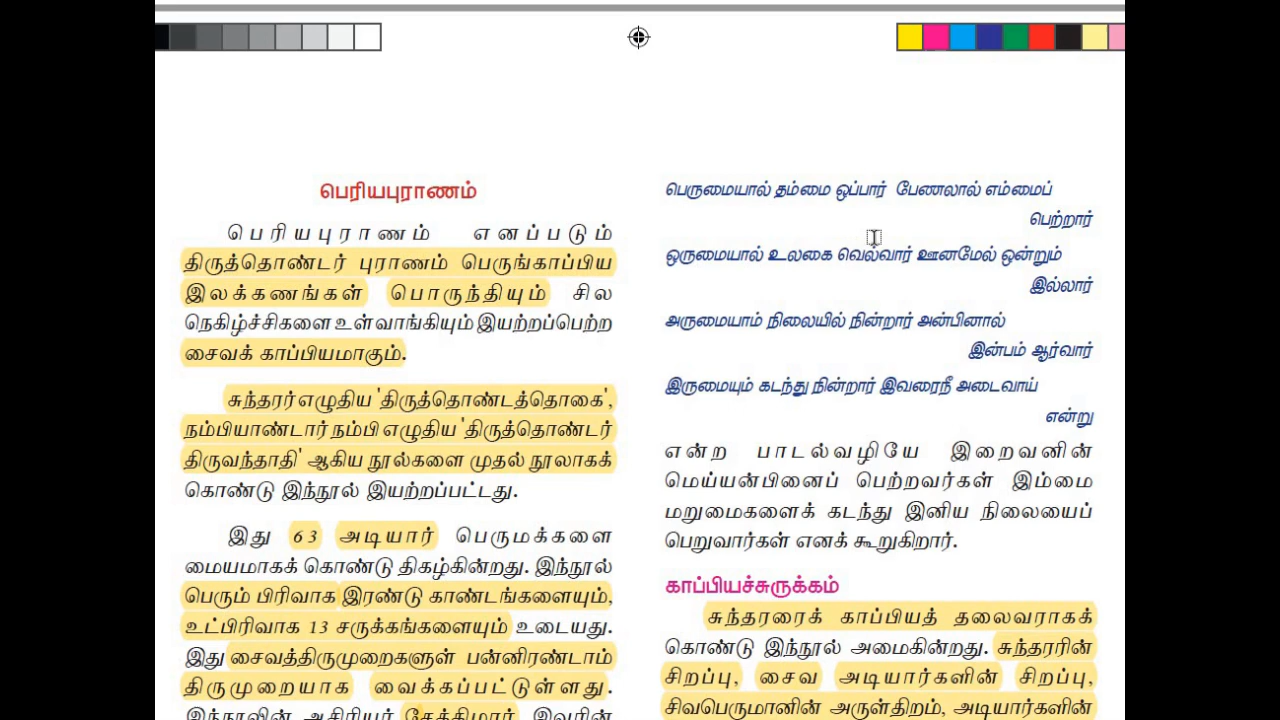 பெரியபுராணம்
பெரியபுராணம் எனப்படும்
திருத்தொண்டர் புராணம் பெருங்காப்பிய
இலக்கணங்கள் பொருந்தியும் சில
நெகிழ்ச்சிகளை உள்வாங்கியும் இயற்றப்பெற்ற
சைவக் காப்பியமாகும்.
சுந்தரர் எழுதிய 'திருத்தொண்டத்தொகை',
நம்பியாண்டார் நம்பி எழுதிய 'திருத்தொண்டர்
திருவந்தாதி' ஆகிய நூல்களை முதல் நூலாகக்
கொண்டு இந்நூல் இயற்றப்பட்டது.
இது 63 அடியார் பெருமக்களை
மையமாகக் கொண்டு திகழ்கின்றது. இந்நூல்
பெரும் பிரிவாக இரண்டு காண்டங்களையும்,
உட்பிரிவாக 13 சருக்கங்களையும் உடையது.
இது சைவத்திருமுறைகளுள் பன்னிரண்டாம்
திருமுறையாக வைக்கப்பட்டுள்ளது.
இந்நூலின் ஆசிரியர் சேக்கிழார். இவரின்
பெருமையால் தம்மை ஒப்பார் பேணலால் எம்மைப்
பெற்றார்
ஒருமையால் உலகை வெல்வார் ஊனமேல் ஒன்றும்
இல்லார்
அருமையாம் நிலையில் நின்றார் அன்பினால்
இன்பம் ஆர்வார்
இருமையும் கடந்து நின்றார் இவரைநீ அடைவாய்
என்று
என்ற பாடல்வழியே இறைவனின்
மெய்யன்பினைப் பெற்றவர்கள் இம்மை
மறுமைகளைக் கடந்து இனிய நிலையைப்
பெறுவார்கள் எனக் கூறுகிறார்.
காப்பியச்சுருக்கம்
சுந்தரரைக் காப்பியத் தலைவராகக்
கொண்டு இந்நூல் அமைகின்றது. சுந்தரரின்
சிறப்பு, சைவ அடியார்களின் சிறப்பு,
சிவபெருமானின் அருள்திறம், அடியார்களின்